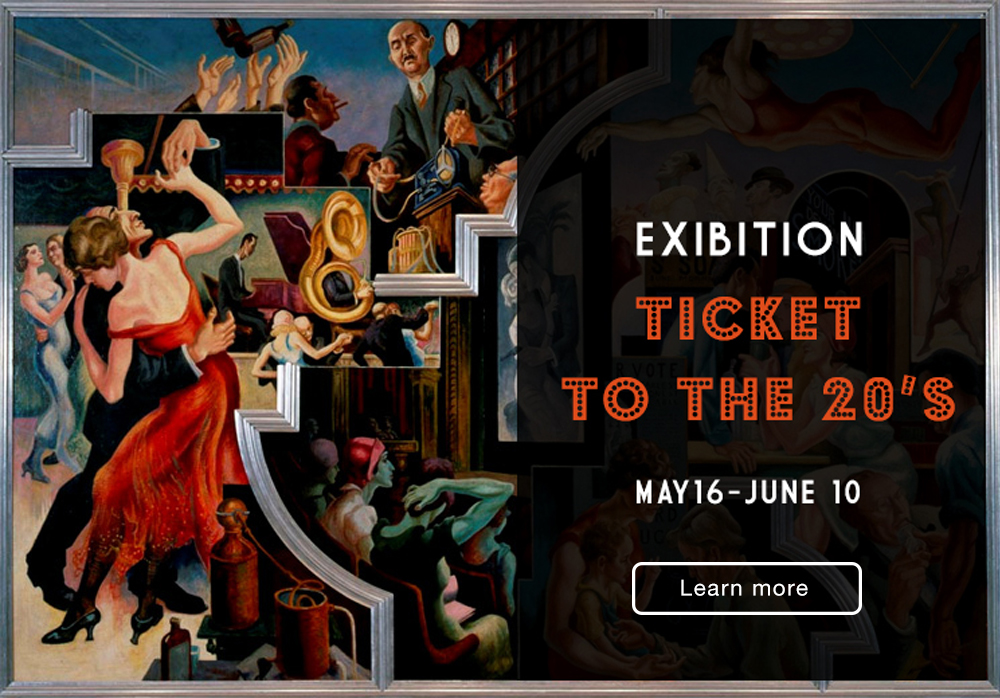 EXIBITION
TICKET
TO THE 20'S
MAY16-JUNE 10
Learn more